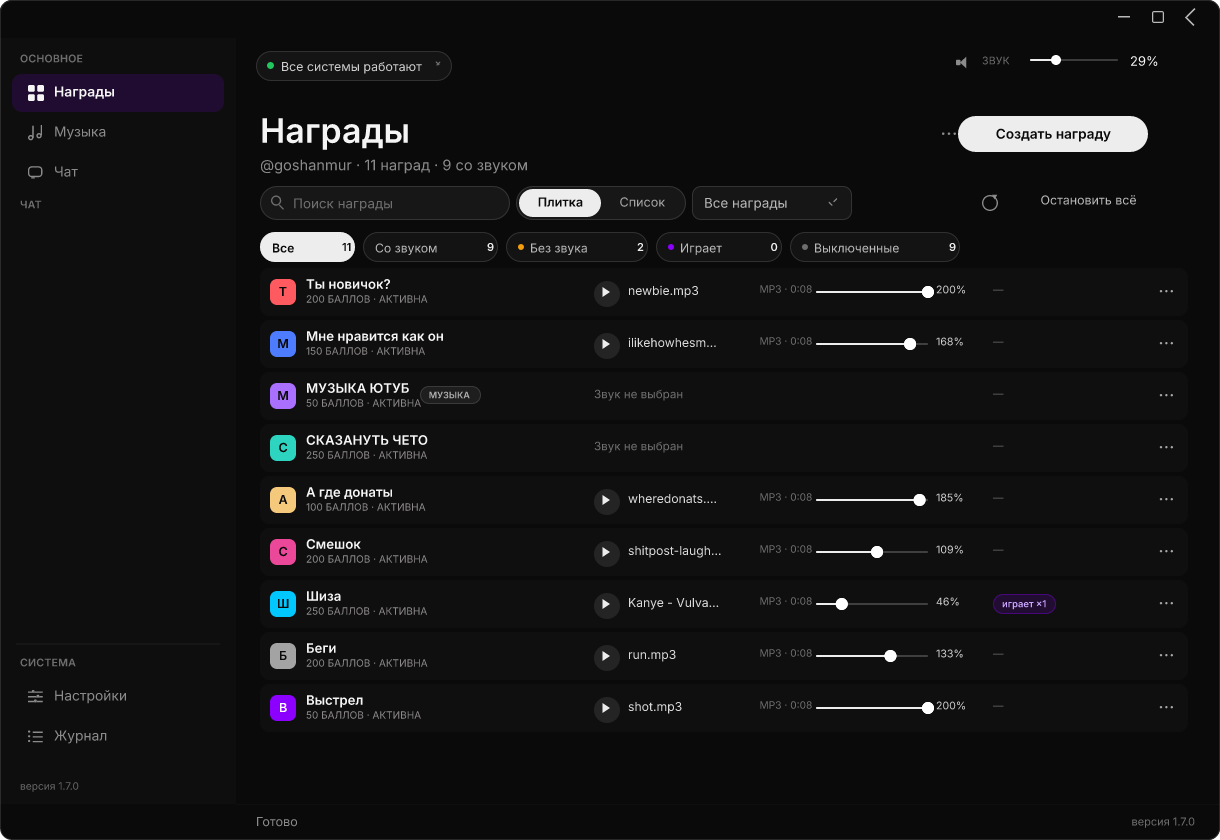 ОСНОВНОЕ
Награды
Музыка
Чат
ЧАТ
СИСТЕМА
Настройки
Журнал
версия 1.7.0
Все системы работают
ЗВУК 29%
Награды
@goshanmur · 11 наград · 9 со звуком
··· Создать награду
Поиск награды Плитка Список Все награды Остановить всё
Все 11 Со звуком 9 Без звука 2 Играет 0 Выключенные 9
Т Ты новичок? newbie.mp3 MP3 · 0:08 200% — ···
200 БАЛЛОВ · АКТИВНА
М Мне нравится как он ilikehowhesm... MP3 · 0:08 168% — ···
150 БАЛЛОВ · АКТИВНА
М МУЗЫКА ЮТУБ МУЗЫКА Звук не выбран — ···
50 БАЛЛОВ · АКТИВНА
С СКАЗАНУТЬ ЧЕТО Звук не выбран — ···
250 БАЛЛОВ · АКТИВНА
А А где донаты wheredonats.... MP3 · 0:08 185% — ···
100 БАЛЛОВ · АКТИВНА
С Смешок shitpost-laugh... MP3 · 0:08 109% — ···
200 БАЛЛОВ · АКТИВНА
Ш Шиза Kanye - Vulva... MP3 · 0:08 46% играет ×1 ···
250 БАЛЛОВ · АКТИВНА
Б Беги run.mp3 MP3 · 0:08 133% — ···
200 БАЛЛОВ · АКТИВНА
В Выстрел shot.mp3 MP3 · 0:08 200% — ···
50 БАЛЛОВ · АКТИВНА
Готово
версия 1.7.0